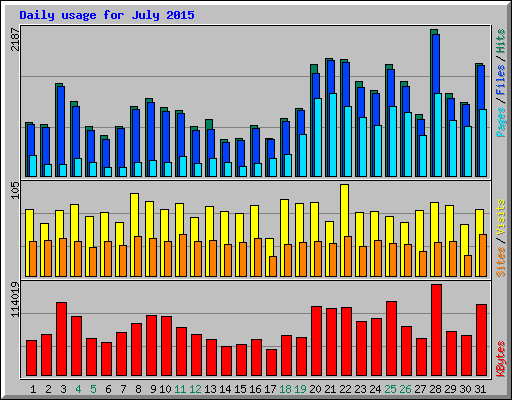 Daily usage for July 2015
2187
Pages / Files / Hits
105
Sites / Visits
114019
KBytes
1 2 3 4 5 6 7 8 9 10 11 12 13 14 15 16 17 18 19 20 21 22 23 24 25 26 27 28 29 30 31